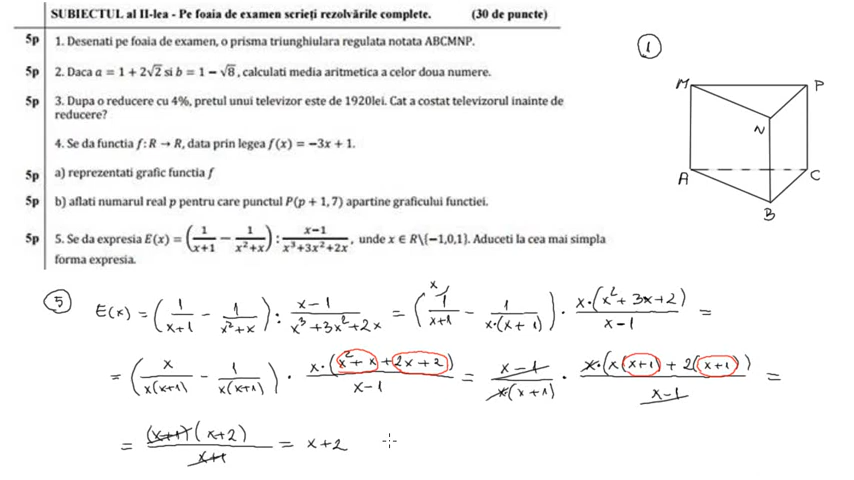 SUBIECTUL al II-lea - Pe foaia de examen scrieți rezolvările complete. (30 de puncte)
5p 1. Desenati pe foaia de examen, o prisma triunghiulara regulata notata ABCMNP.
5p 2. Daca a = 1 + 2√2 si b = 1 − √8, calculati media aritmetica a celor doua numere.
5p 3. Dupa o reducere cu 4%, pretul unui televizor este de 1920lei. Cat a costat televizorul inainte de
reducere?
4. Se da functia f: R → R, data prin legea f(x) = −3x + 1.
5p a) reprezentati grafic functia f
5p b) aflati numarul real p pentru care punctul P(p + 1, 7) apartine graficului functiei.
5p 5. Se da expresia E(x) = (1/(x+1) − 1/(x²+x)) : (x−1)/(x³+3x²+2x), unde x ∈ R\{−1,0,1}. Aduceti la cea mai simpla
forma expresia.
1
M P
N
A C
B
5 E(x) = (1/(x+1) − 1/(x²+x)) : (x−1)/(x³+3x²+2x) = (x) 1/(x+1) − 1/(x·(x+1))) · x·(x²+3x+2)/(x−1) =
= (x/(x(x+1)) − 1/(x(x+1))) · x·(x²+x+2x+2)/(x−1) = (x−1)/(x·(x+1)) · x·(x(x+1)+2(x+1))/(x−1) =
= (x+1)(x+2)/(x+1) = x+2